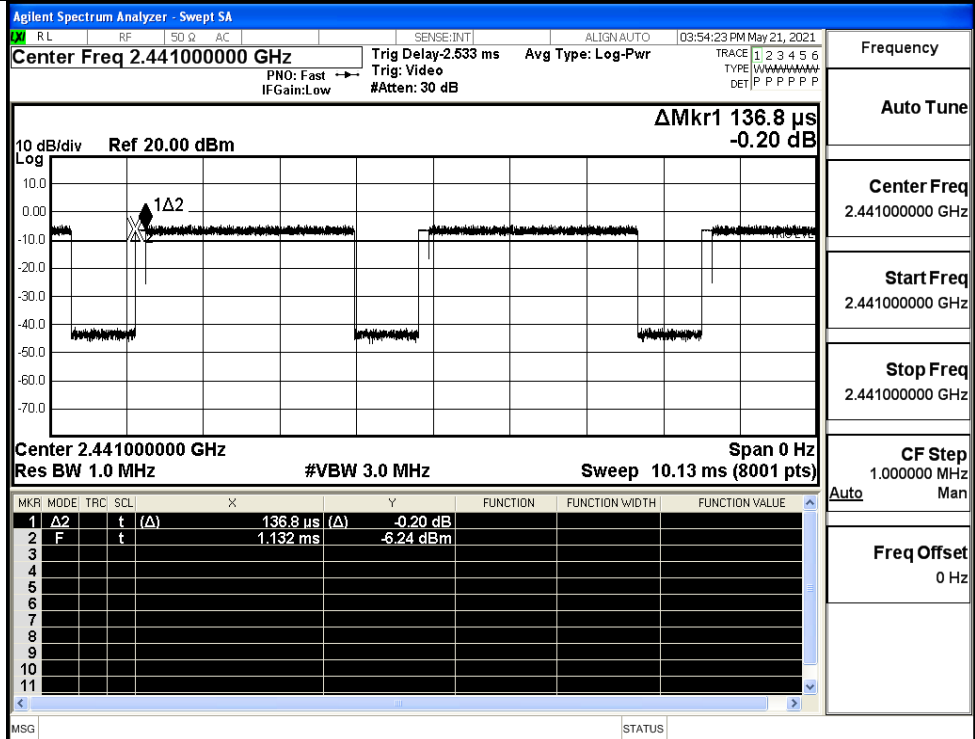 Agilent Spectrum Analyzer - Swept SA
LXI RL RF 50 Ω AC SENSE:INT ALIGN AUTO 03:54:23 PM May 21, 2021
Center Freq 2.441000000 GHz Trig Delay-2.533 ms Avg Type: Log-Pwr TRACE 1 2 3 4 5 6
PNO: Fast Trig: Video TYPE WWWWWW
IFGain:Low #Atten: 30 dB DET P P P P P P
ΔMkr1 136.8 µs
-0.20 dB
10 dB/div Ref 20.00 dBm
Log
10.0
0.00
-10.0
-20.0
-30.0
-40.0
-50.0
-60.0
-70.0
1Δ2
Center 2.441000000 GHz Span 0 Hz
Res BW 1.0 MHz #VBW 3.0 MHz Sweep 10.13 ms (8001 pts)
MKR MODE TRC SCL X Y FUNCTION FUNCTION WIDTH FUNCTION VALUE
1 Δ2 t (Δ) 136.8 µs (Δ) -0.20 dB
2 F t 1.132 ms -6.24 dBm
3
4
5
6
7
8
9
10
11
MSG STATUS
Frequency
Auto Tune
Center Freq
2.441000000 GHz
Start Freq
2.441000000 GHz
Stop Freq
2.441000000 GHz
CF Step
1.000000 MHz
Auto Man
Freq Offset
0 Hz